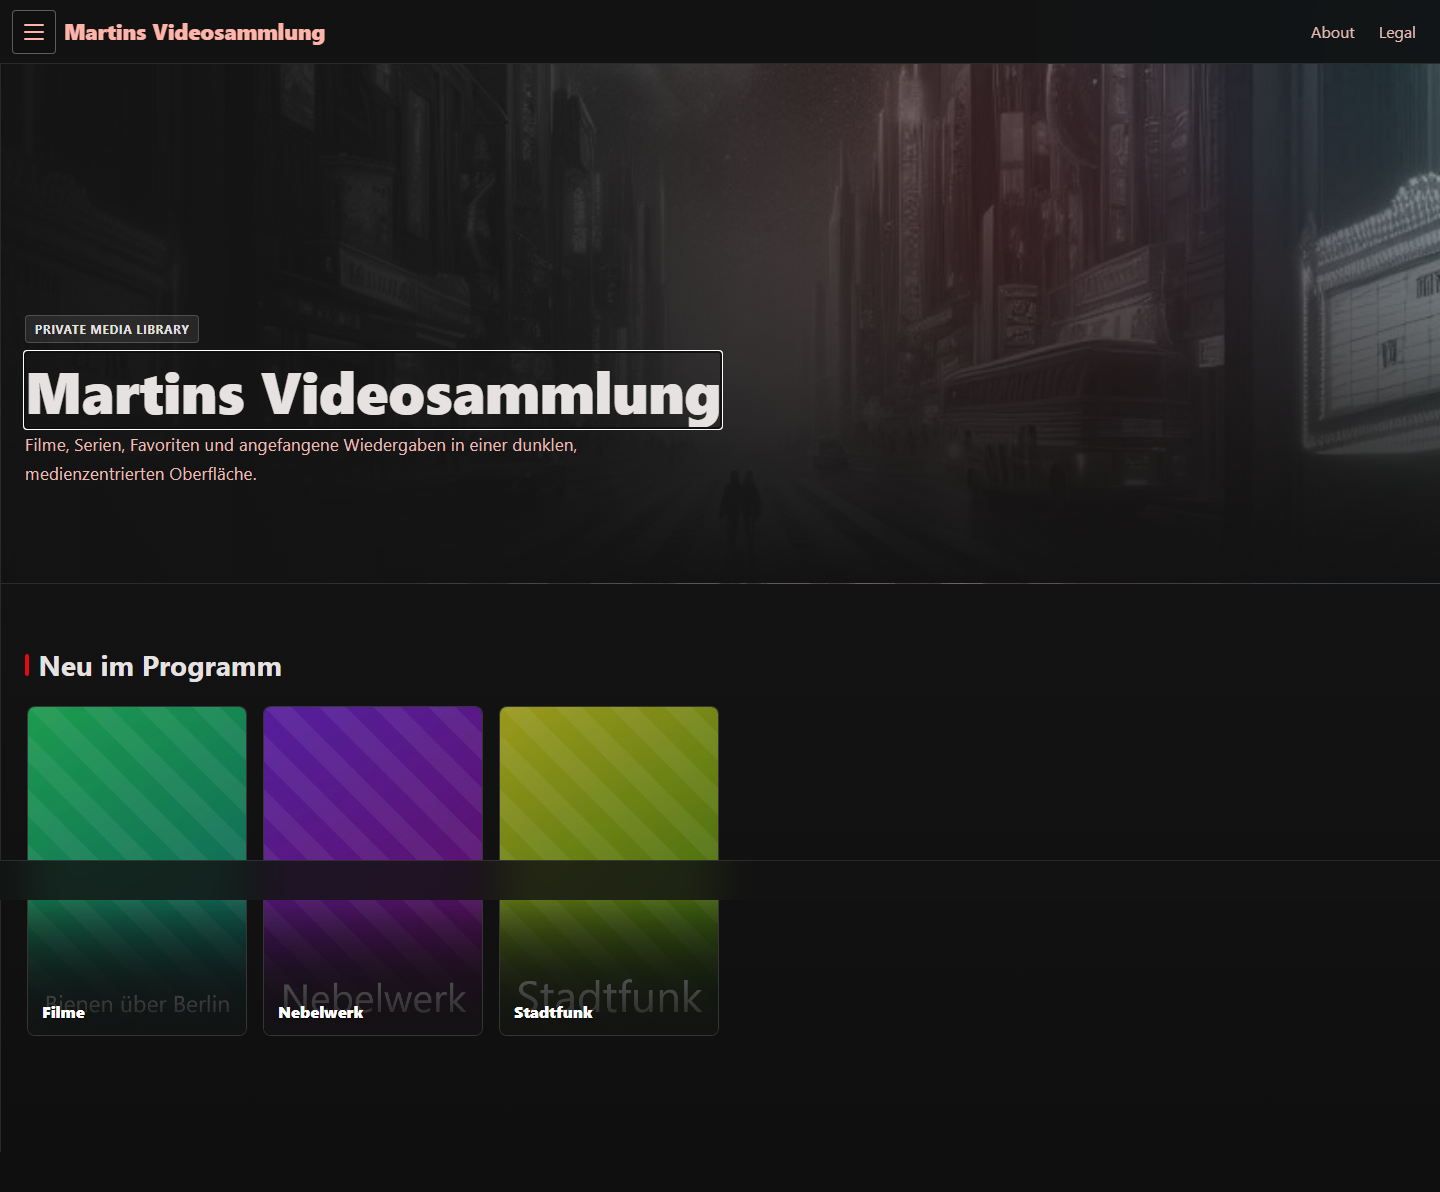 Martins Videosammlung
About
Legal
PRIVATE MEDIA LIBRARY
Martins Videosammlung
Filme, Serien, Favoriten und angefangene Wiedergaben in einer dunklen,
medienzentrierten Oberfläche.
Neu im Programm
Bienen über Berlin
Filme
Nebelwerk
Nebelwerk
Stadtfunk
Stadtfunk